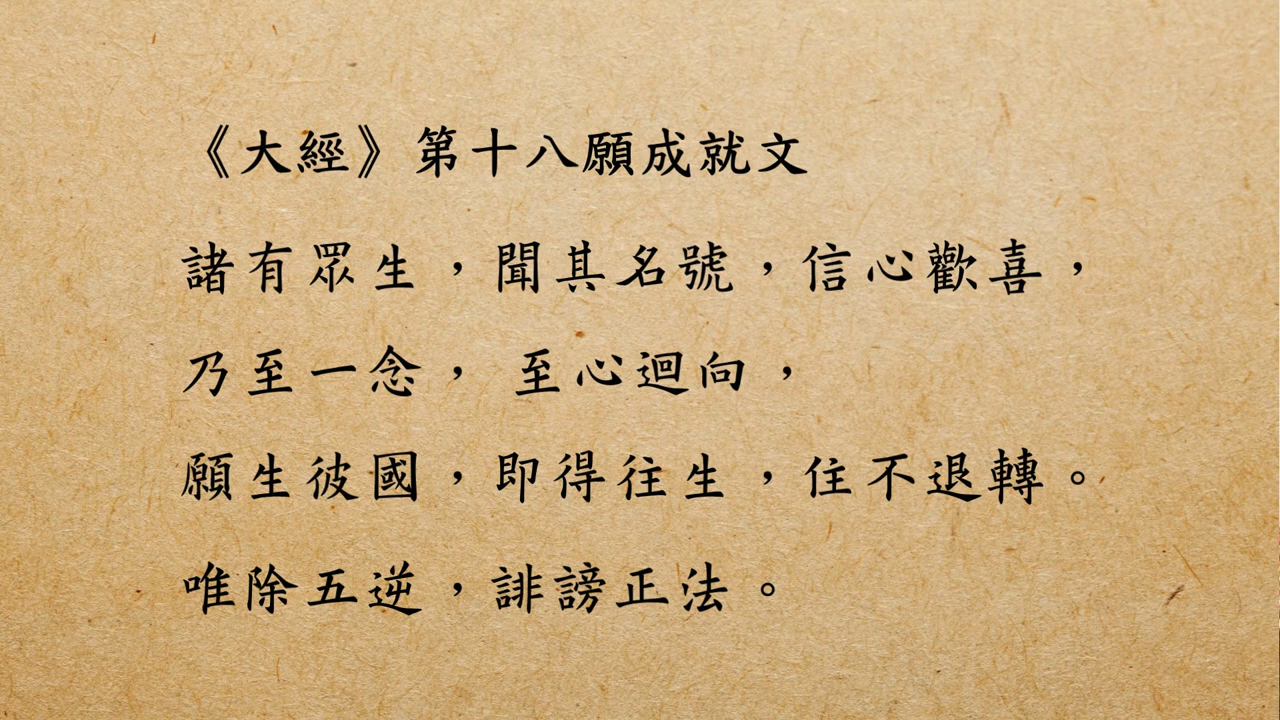 《大經》第十八願成就文
諸有眾生，聞其名號，信心歡喜，
乃至一念， 至心迴向，
願生彼國，即得往生，住不退轉。
唯除五逆，誹謗正法。